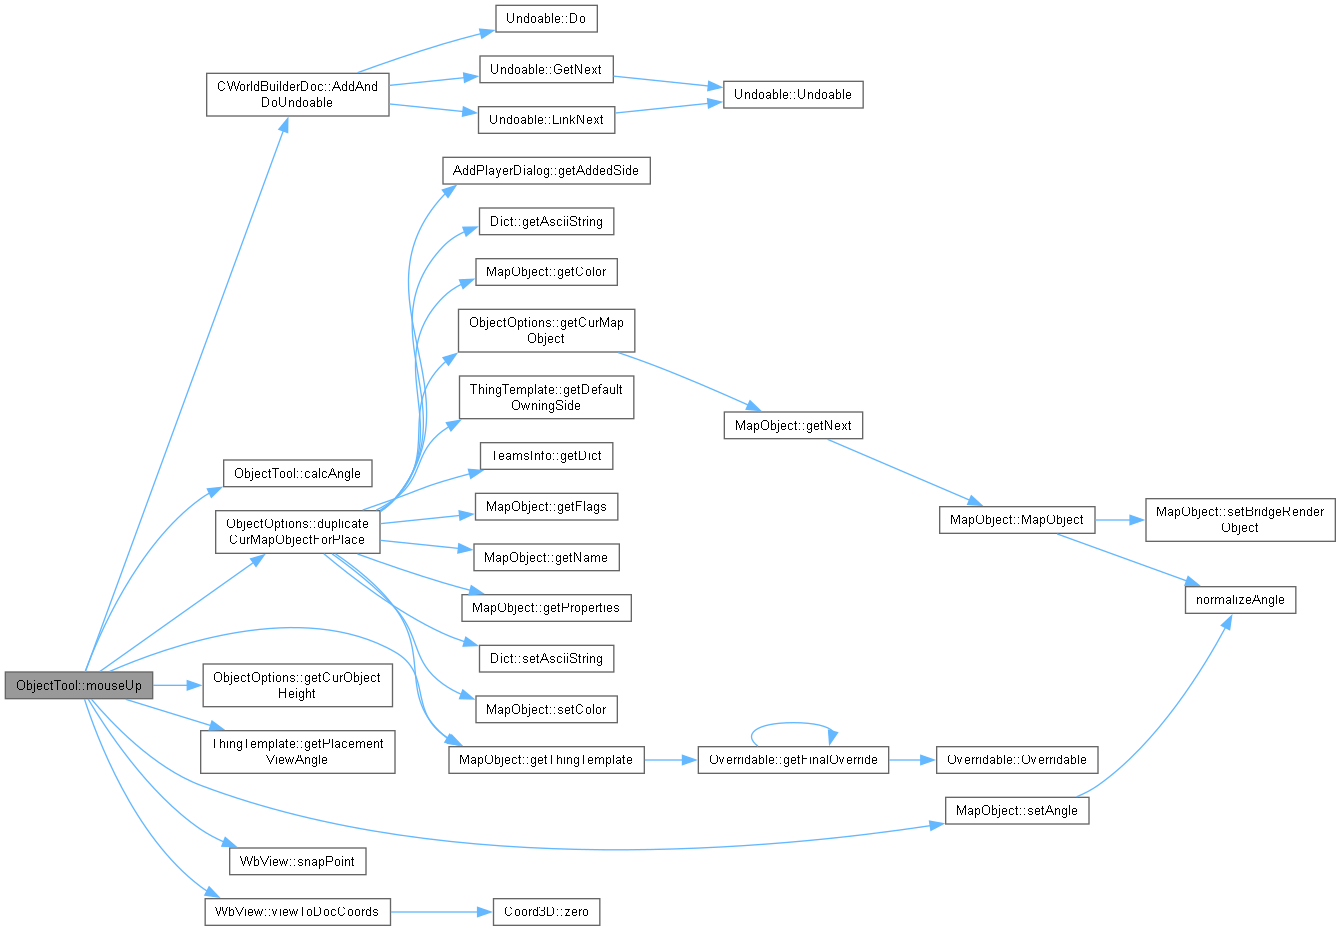 Undoable::Do
CWorldBuilderDoc::AddAnd
DoUndoable
Undoable::GetNext
Undoable::LinkNext
Undoable::Undoable
AddPlayerDialog::getAddedSide
Dict::getAsciiString
MapObject::getColor
ObjectOptions::getCurMap
Object
ThingTemplate::getDefault
OwningSide
MapObject::getNext
TeamsInfo::getDict
ObjectTool::calcAngle
MapObject::getFlags
ObjectOptions::duplicate
CurMapObjectForPlace
MapObject::MapObject
MapObject::setBridgeRender
Object
MapObject::getName
MapObject::getProperties
normalizeAngle
Dict::setAsciiString
ObjectTool::mouseUp
ObjectOptions::getCurObject
Height
MapObject::setColor
ThingTemplate::getPlacement
ViewAngle
MapObject::getThingTemplate
Overridable::getFinalOverride
Overridable::Overridable
MapObject::setAngle
WbView::snapPoint
WbView::viewToDocCoords
Coord3D::zero